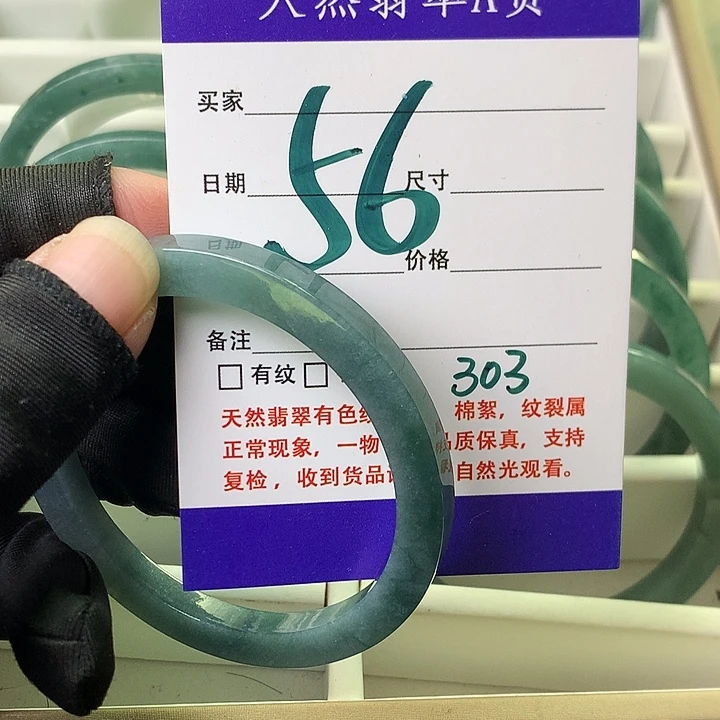 天然翡翠A货
买家
56
日期
尺寸
价格
备注
303
□有纹 □
天然翡翠有色 棉絮，纹裂属
正常现象，一物 品质保真，支持
复检，收到货品 自然光观看。